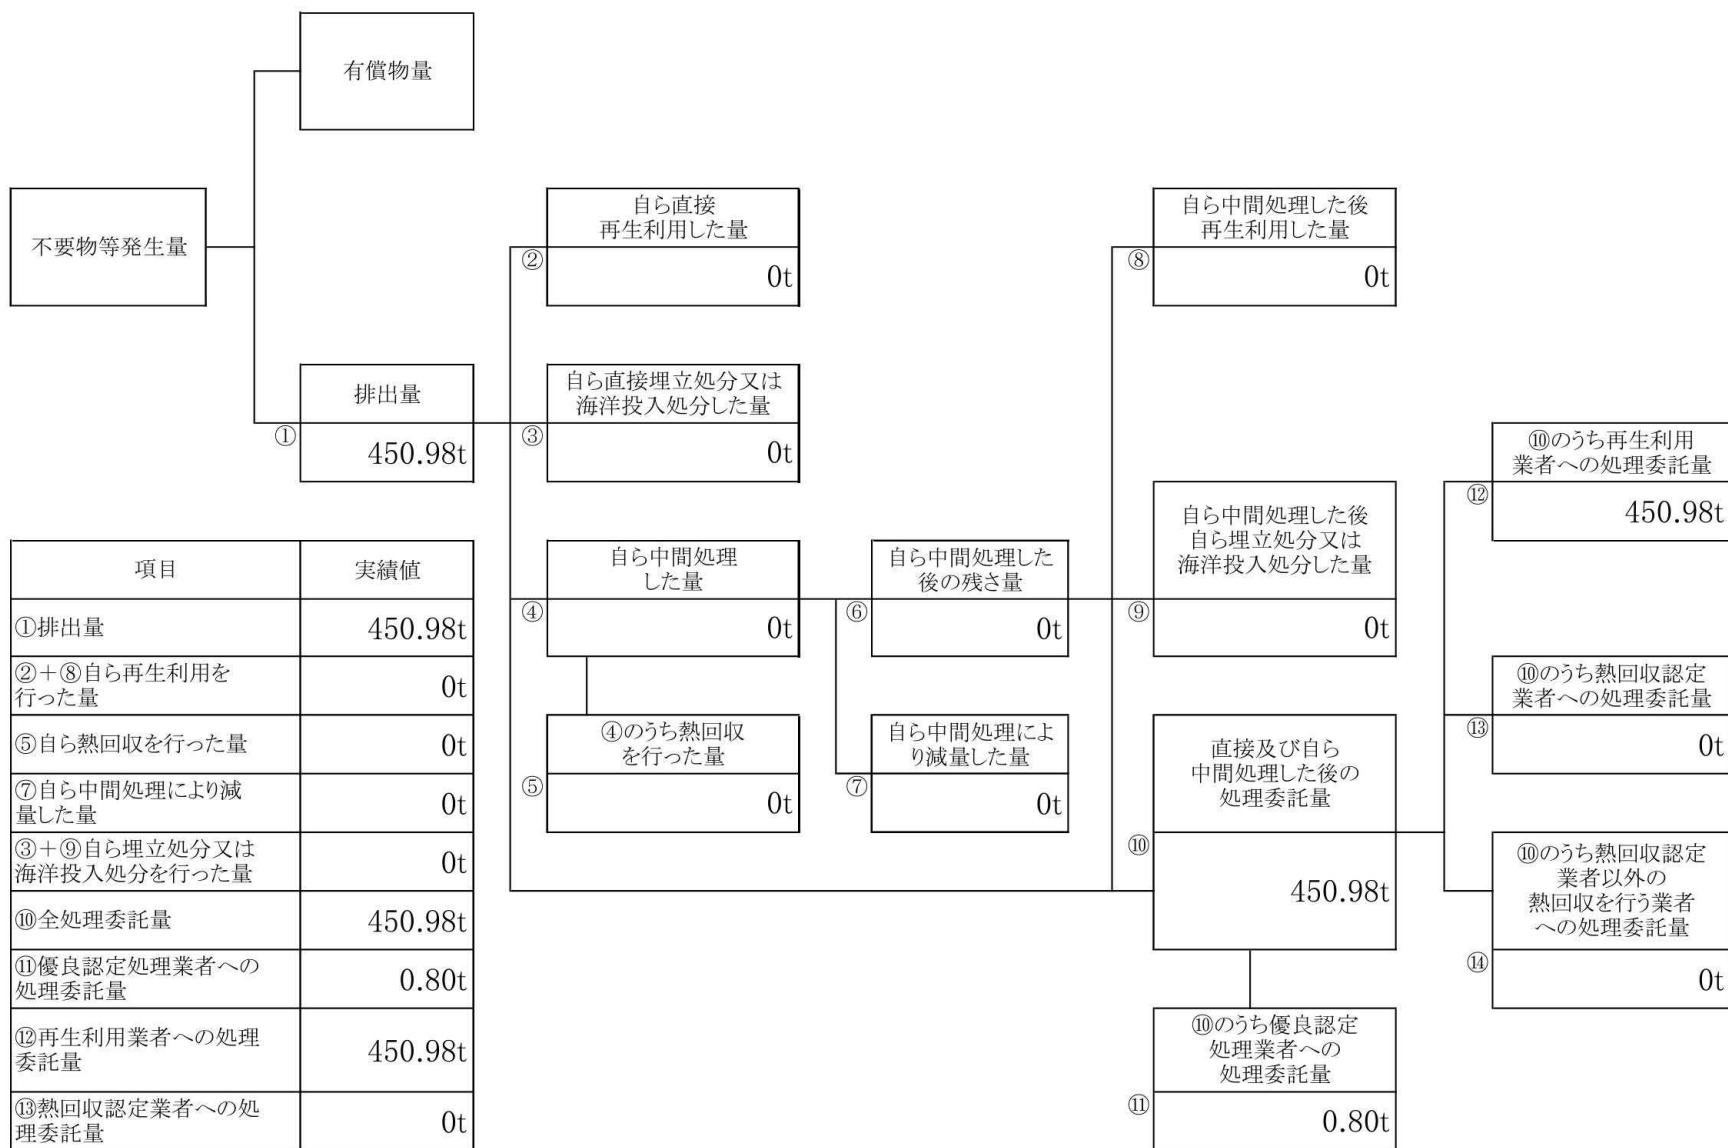 有償物量
不要物等発生量
排出量
①
450.98t
自ら直接
再生利用した量
②
0t
自ら直接埋立処分又は
海洋投入処分した量
③
0t
自ら中間処理
した量
④
0t
④のうち熱回収
を行った量
⑤
0t
自ら中間処理した
後の残さ量
⑥
0t
自ら中間処理によ
り減量した量
⑦
0t
自ら中間処理した後
再生利用した量
⑧
0t
自ら中間処理した後
自ら埋立処分又は
海洋投入処分した量
⑨
0t
直接及び自ら
中間処理した後の
処理委託量
⑩
450.98t
⑩のうち優良認定
処理業者への
処理委託量
⑪
0.80t
⑩のうち再生利用
業者への処理委託量
⑫
450.98t
⑩のうち熱回収認定
業者への処理委託量
⑬
0t
⑩のうち熱回収認定
業者以外の
熱回収を行う業者
への処理委託量
⑭
0t
項目 実績値
①排出量 450.98t
②＋⑧自ら再生利用を
行った量 0t
⑤自ら熱回収を行った量 0t
⑦自ら中間処理により減
量した量 0t
③＋⑨自ら埋立処分又は
海洋投入処分を行った量 0t
⑩全処理委託量 450.98t
⑪優良認定処理業者への
処理委託量 0.80t
⑫再生利用業者への処理
委託量 450.98t
⑬熱回収認定業者への処
理委託量 0t